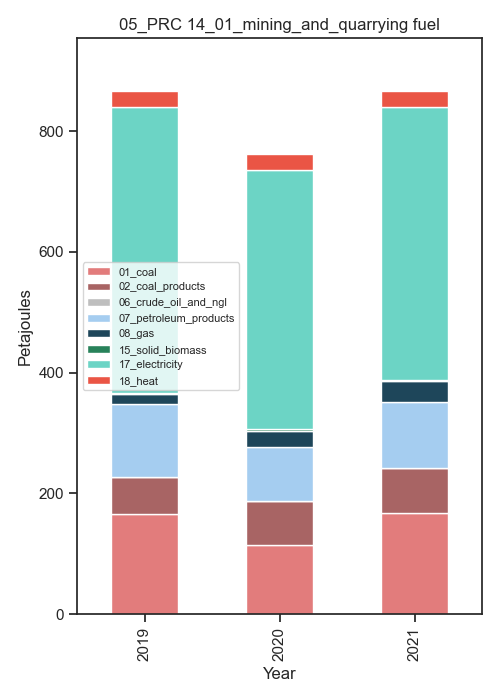 05_PRC 14_01_mining_and_quarrying fuel
Petajoules
800
600
400
200
0
01_coal
02_coal_products
06_crude_oil_and_ngl
07_petroleum_products
08_gas
15_solid_biomass
17_electricity
18_heat
2019
2020
2021
Year